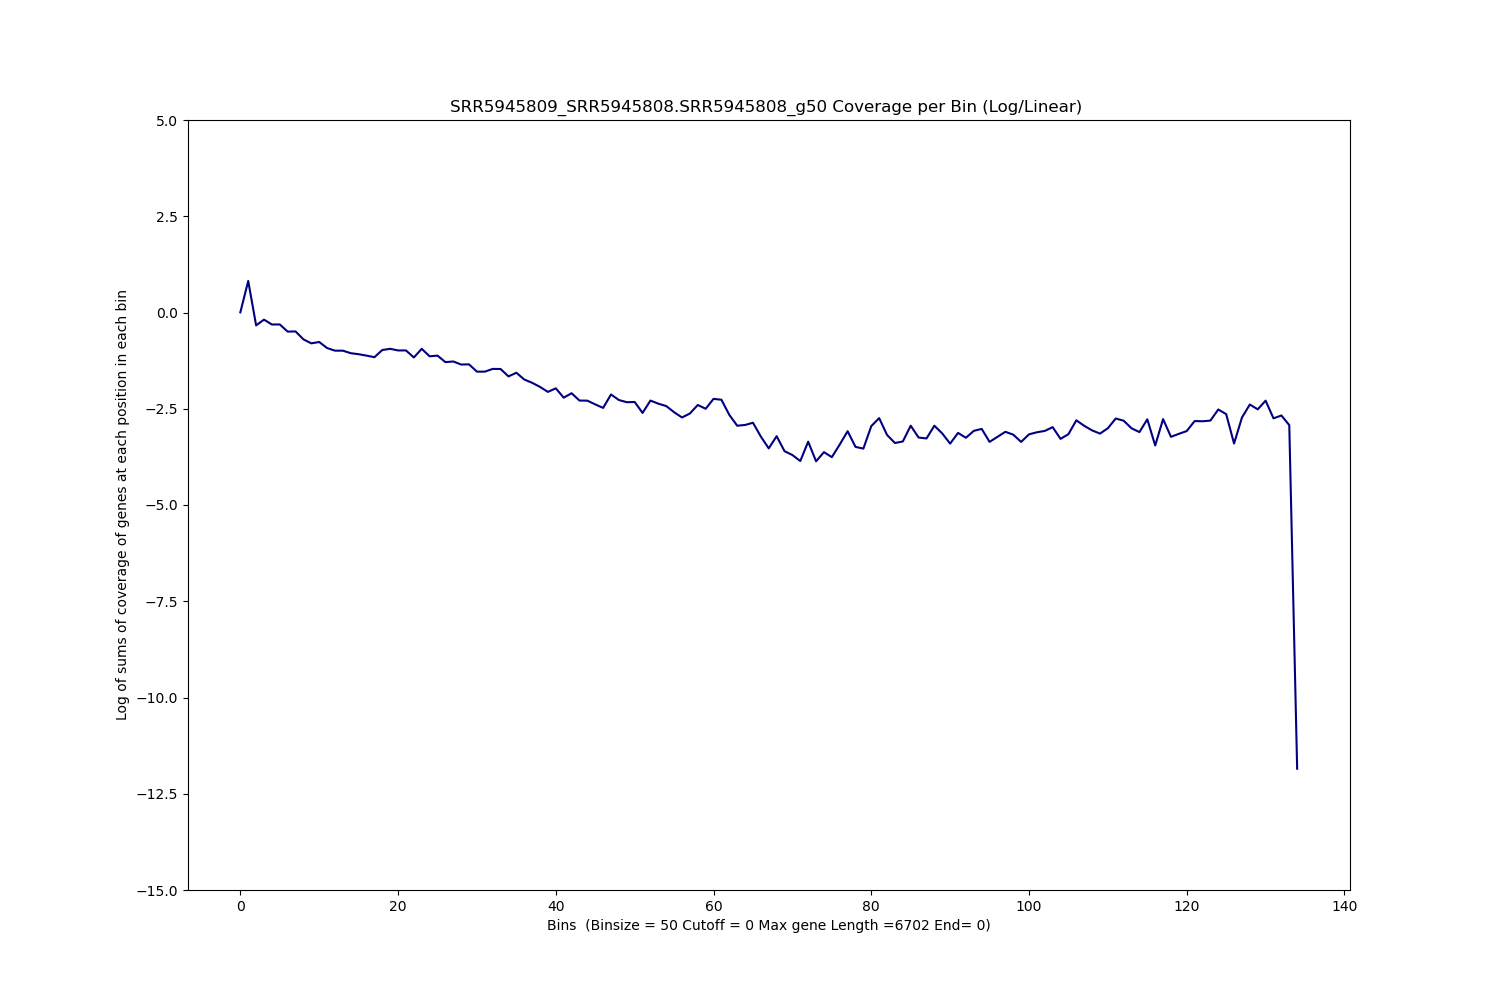 SRR5945809_SRR5945808.SRR5945808_g50 Coverage per Bin (Log/Linear)
5.0
2.5
0.0
−2.5
−5.0
−7.5
−10.0
−12.5
−15.0
Log of sums of coverage of genes at each position in each bin
0 20 40 60 80 100 120 140
Bins  (Binsize = 50 Cutoff = 0 Max gene Length =6702 End= 0)